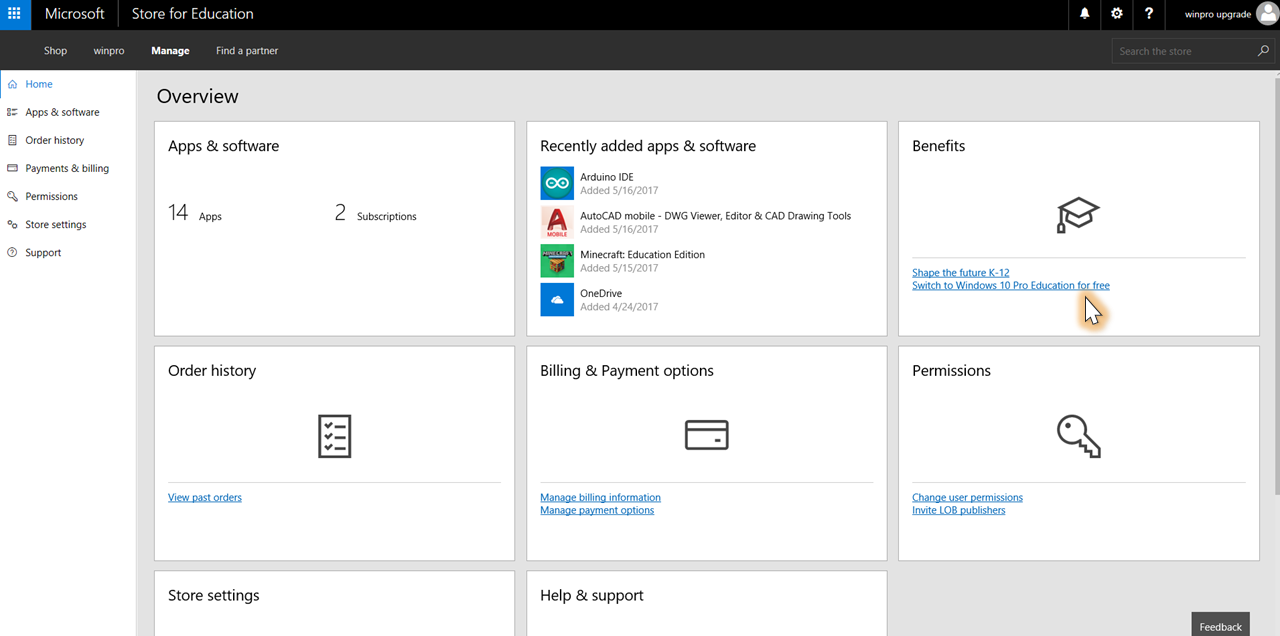 Microsoft
Store for Education
winpro upgrade
Shop
winpro
Manage
Find a partner
Search the store
Home
Apps & software
Order history
Payments & billing
Permissions
Store settings
Support
Overview
Apps & software
14 Apps
2 Subscriptions
Recently added apps & software
Arduino IDE
Added 5/16/2017
MOBILE
AutoCAD mobile - DWG Viewer, Editor & CAD Drawing Tools
Added 5/16/2017
Minecraft: Education Edition
Added 5/15/2017
OneDrive
Added 4/24/2017
Benefits
Shape the future K-12
Switch to Windows 10 Pro Education for free
Order history
View past orders
Billing & Payment options
Manage billing information
Manage payment options
Permissions
Change user permissions
Invite LOB publishers
Store settings
Help & support
Feedback